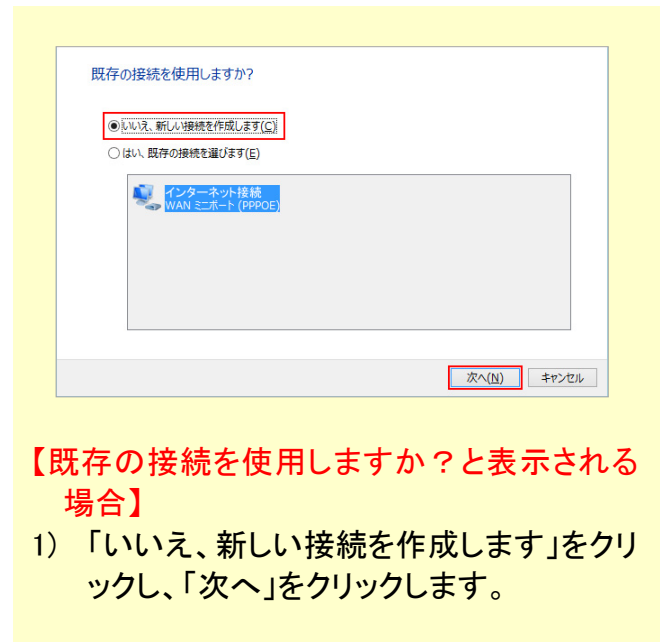 既存の接続を使用しますか?
いいえ、新しい接続を作成します(C)
はい、既存の接続を選びます(E)
インターネット接続
WAN ミニポート (PPPOE)
次へ(N) キャンセル
【既存の接続を使用しますか？と表示される
場合】
1) 「いいえ、新しい接続を作成します」をクリ
ックし、「次へ」をクリックします。